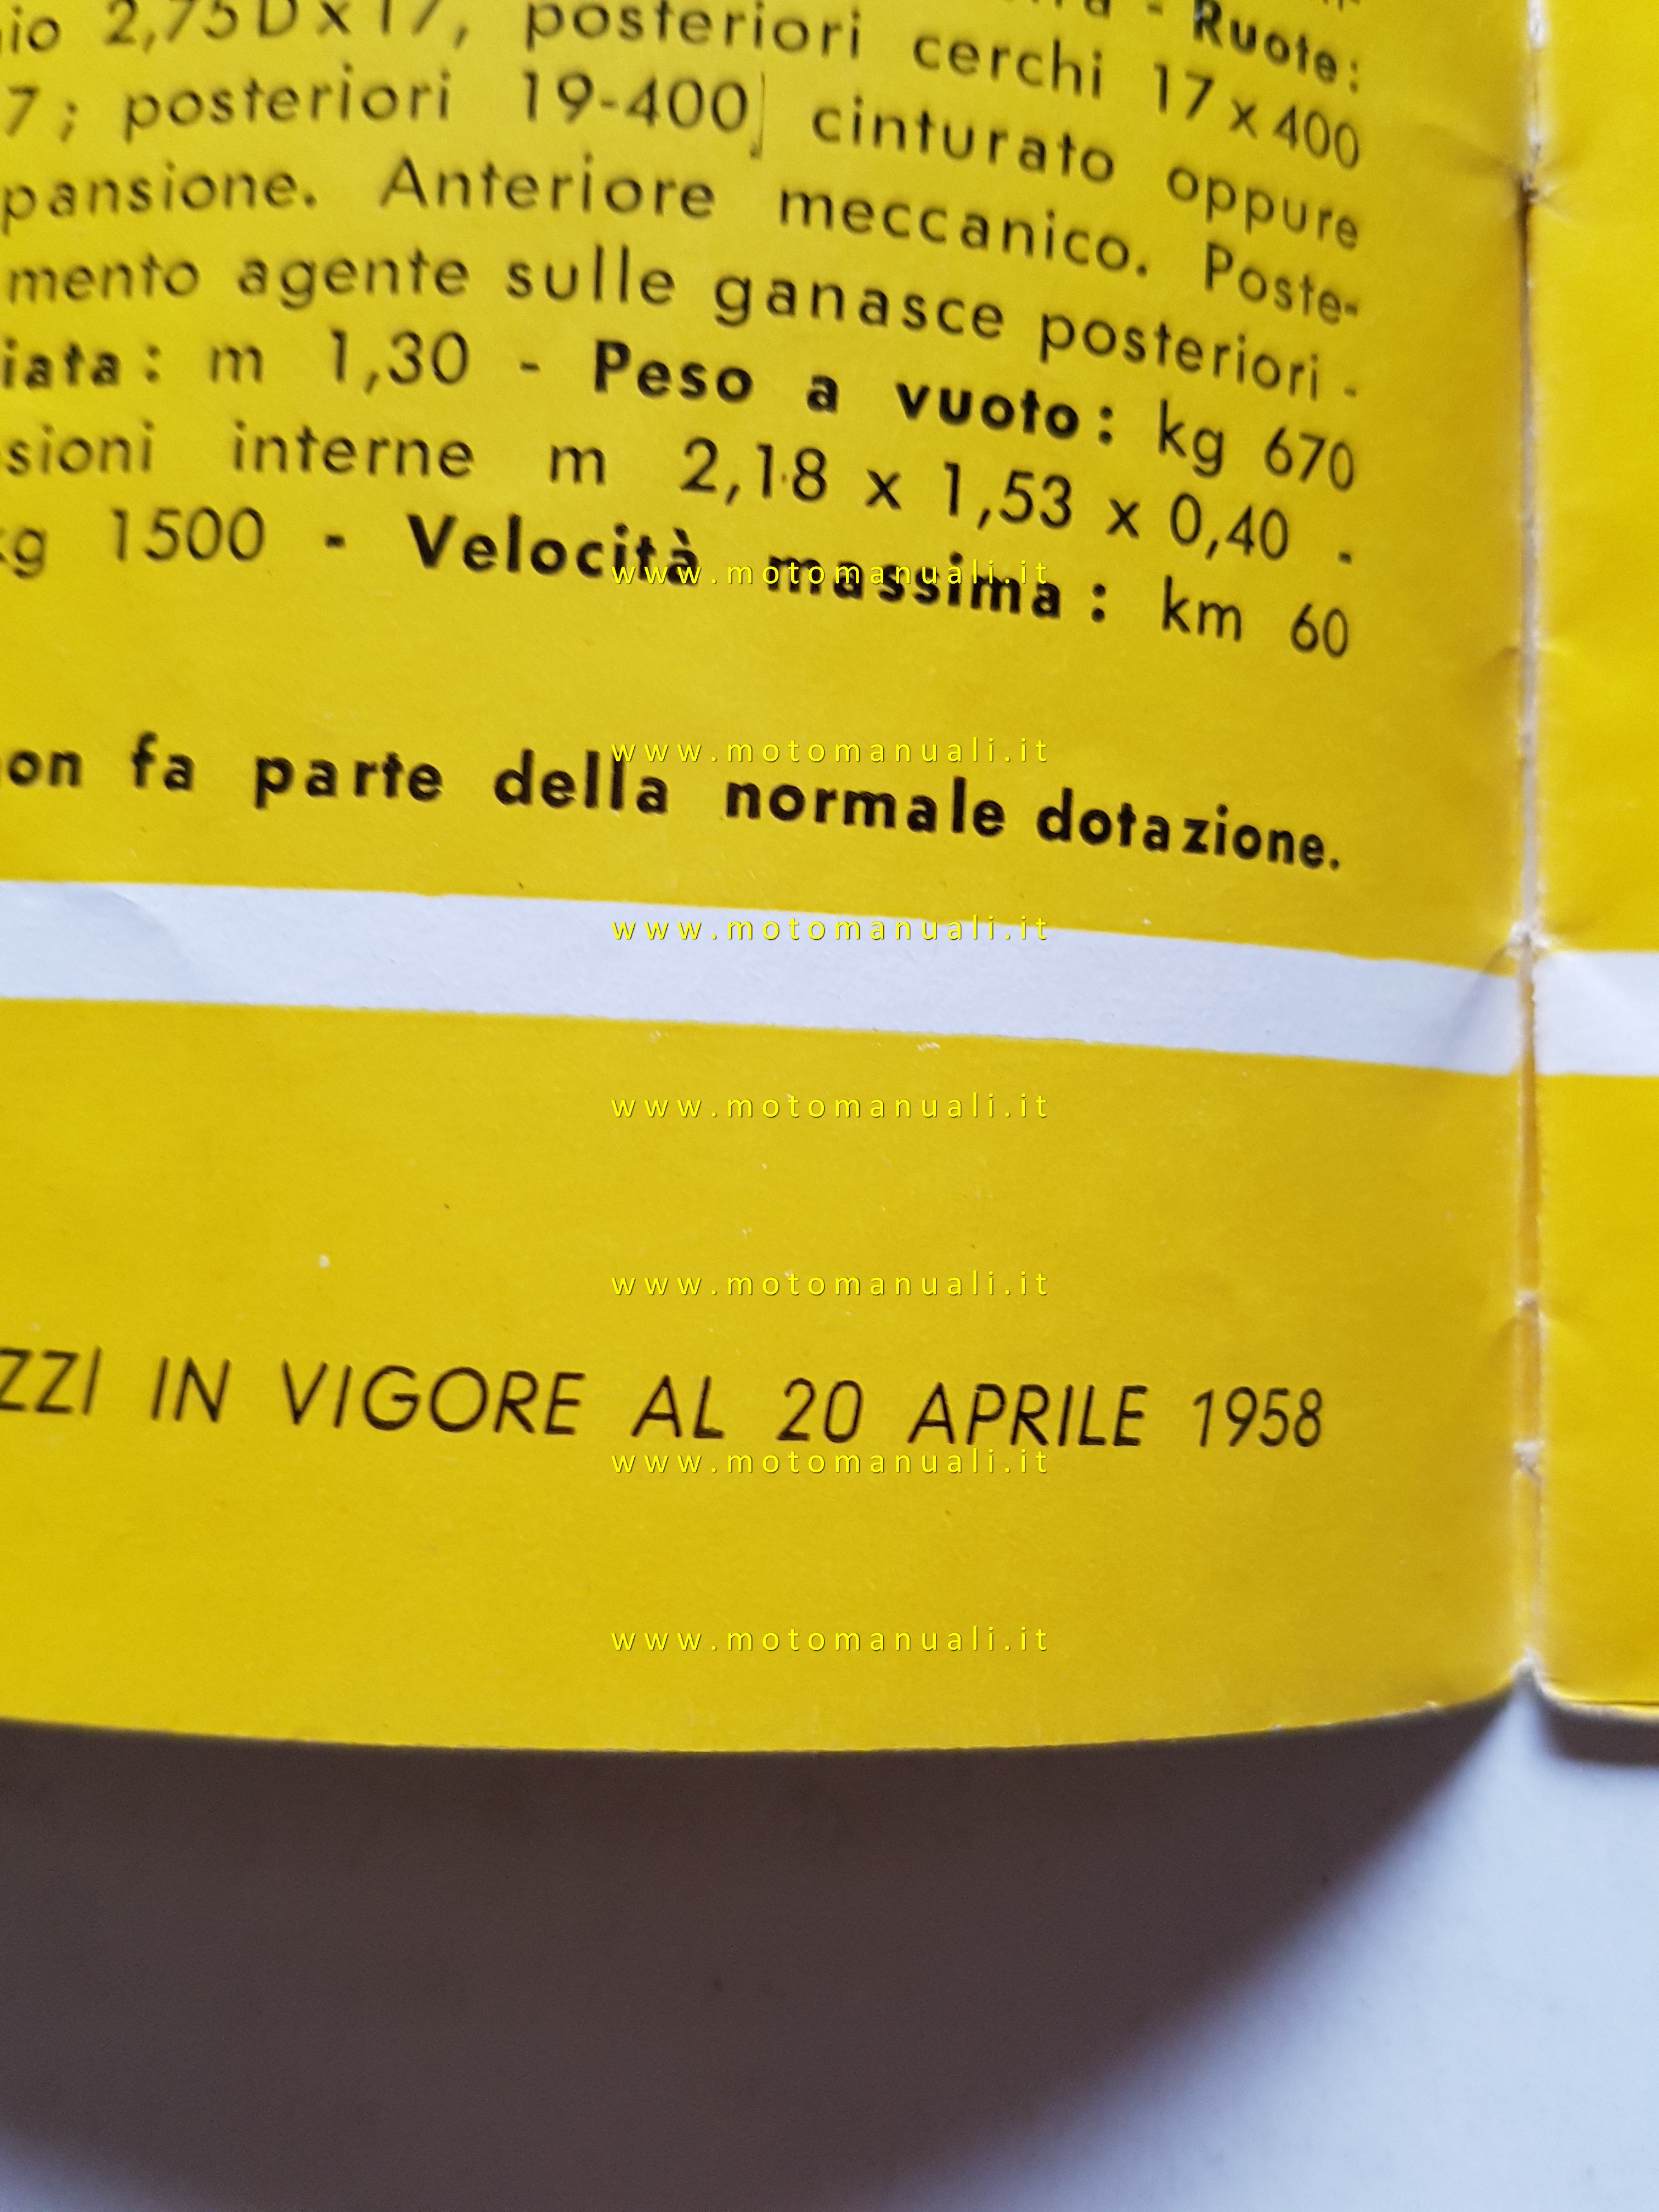 - Ruote:
io 2,75 D x 17, posteriori cerchi 17 x 400
7 ; posteriori 19-400 cinturato oppure
pansione. Anteriore meccanico. Poste-
mento agente sulle ganasce posteriori -
iata : m 1,30 - Peso a vuoto : kg 670
sioni interne m 2,18 x 1,53 x 0,40 -
kg 1500 - Velocità massima : km 60
www.motomanuali.it
www.motomanuali.it
on fa parte della normale dotazione.
www.motomanuali.it
www.motomanuali.it
www.motomanuali.it
ZZI IN VIGORE AL 20 APRILE 1958
www.motomanuali.it
www.motomanuali.it